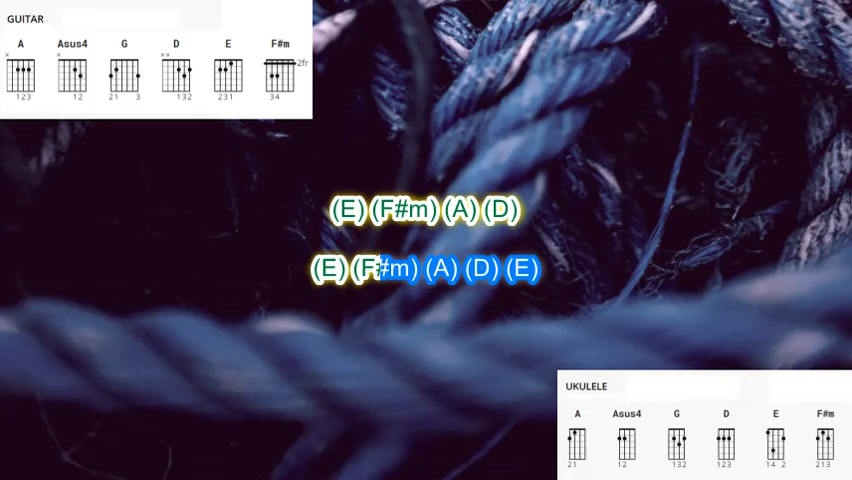 GUITAR
A Asus4 G D E F#m
x x xx 2fr
123 12 21 3 132 231 34
(E) (F#m) (A) (D)
(E) (F#m) (A) (D) (E)
UKULELE
A Asus4 G D E F#m
21 12 132 123 14 2 213